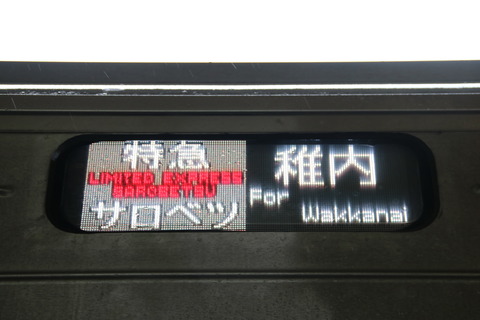 特急
LIMITED EXPRESS
SAROBETSU
サロベツ
稚内
For Wakkanai